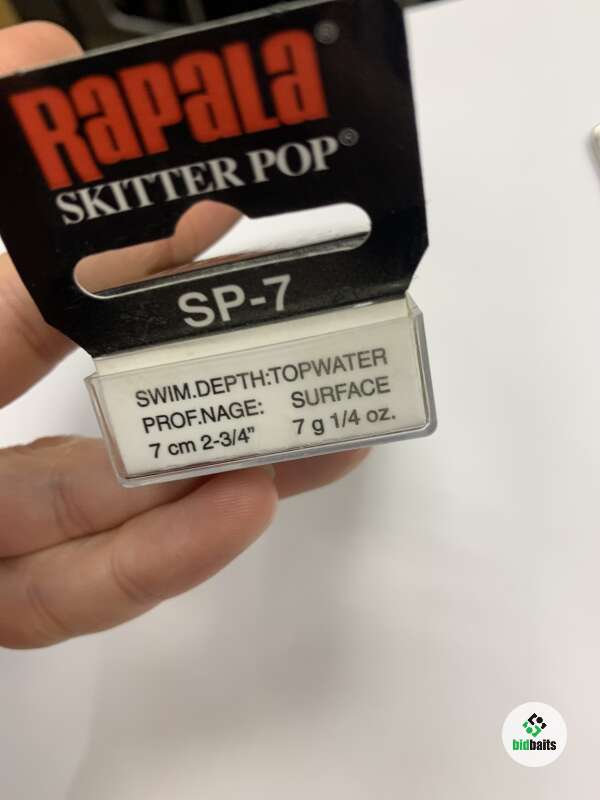 RapaLa®
SKITTER POP®
SP-7
SWIM.DEPTH:TOPWATER
PROF.NAGE: SURFACE
7 cm 2-3/4" 7 g 1/4 oz.
bidbaits